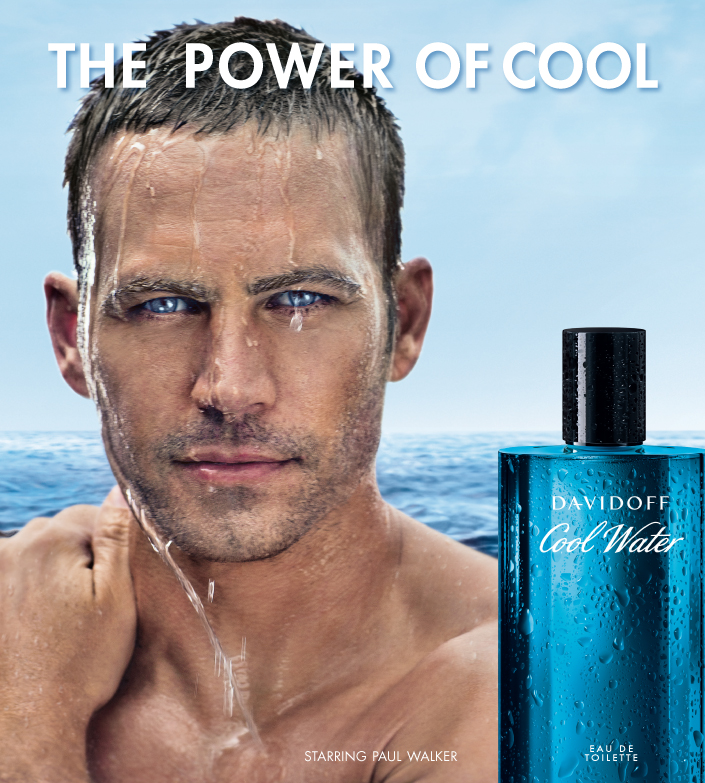 THE POWER OF COOL
DAVIDOFF
Cool Water
STARRING PAUL WALKER
EAU DE
TOILETTE